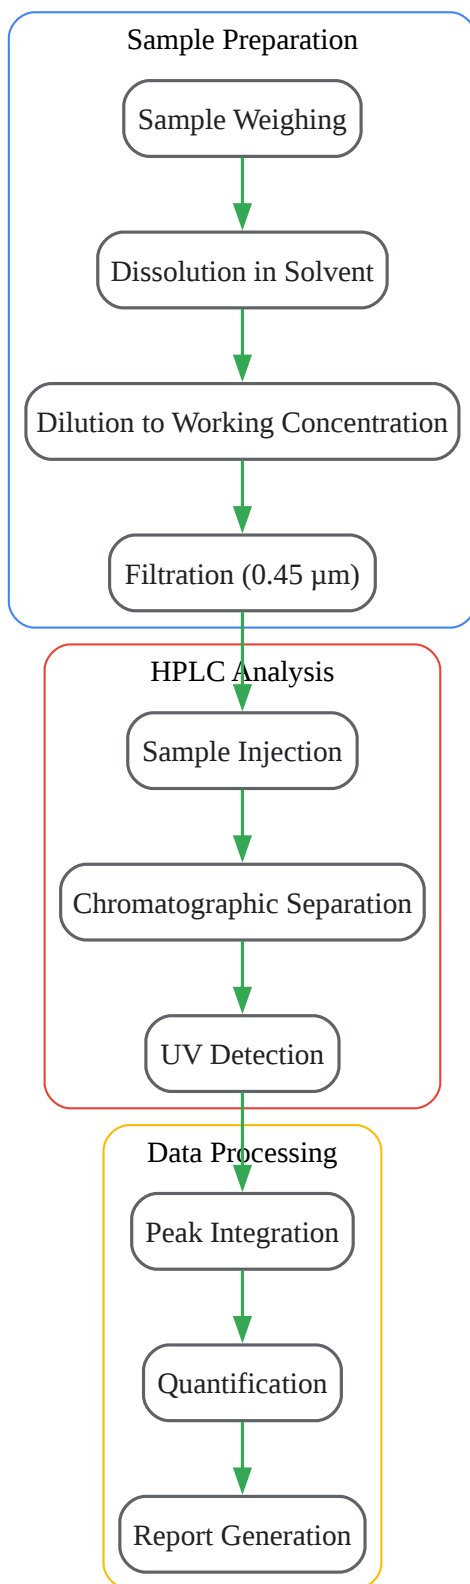 Sample Preparation
Sample Weighing
Dissolution in Solvent
Dilution to Working Concentration
Filtration (0.45 µm)
HPLC Analysis
Sample Injection
Chromatographic Separation
UV Detection
Data Processing
Peak Integration
Quantification
Report Generation